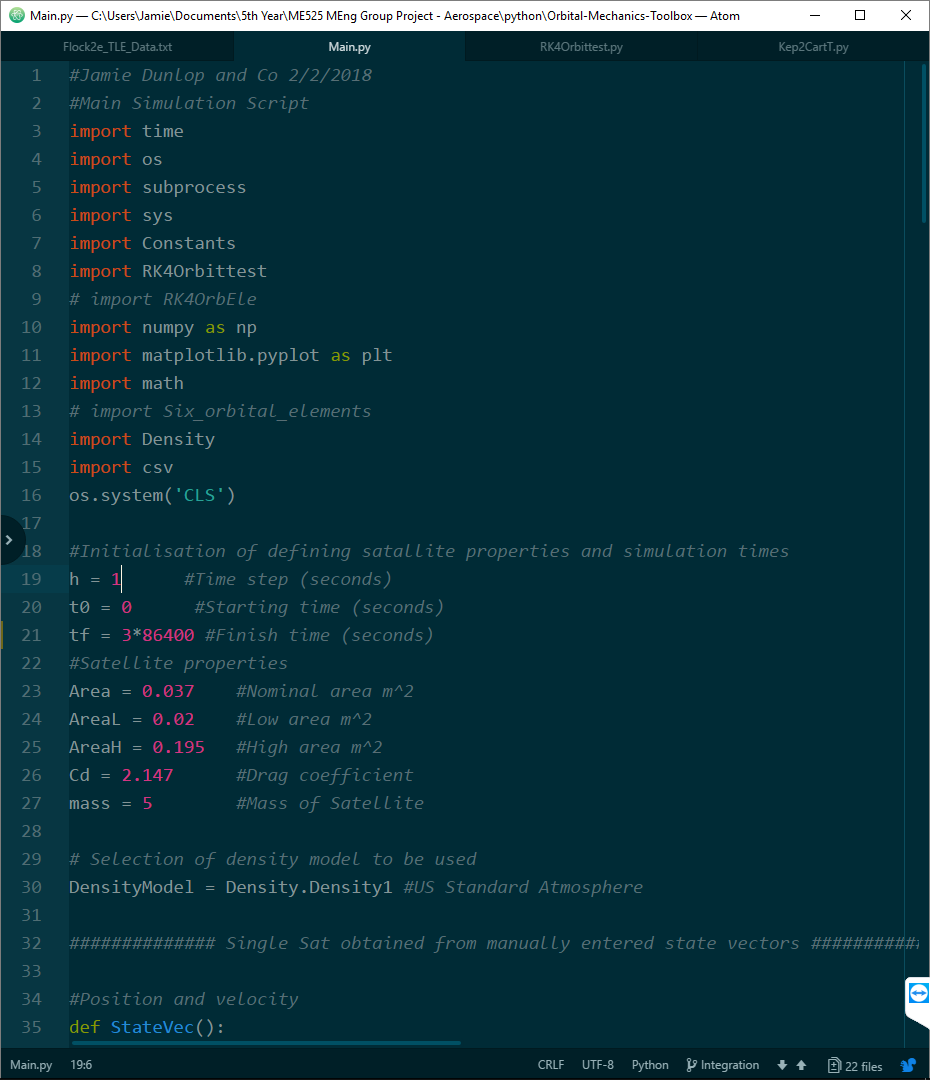 Main.py — C:\Users\Jamie\Documents\5th Year\ME525 MEng Group Project - Aerospace\python\Orbital-Mechanics-Toolbox — Atom
Flock2e_TLE_Data.txt Main.py RK4Orbittest.py Kep2CartT.py
1 #Jamie Dunlop and Co 2/2/2018
2 #Main Simulation Script
3 import time
4 import os
5 import subprocess
6 import sys
7 import Constants
8 import RK4Orbittest
9 # import RK4OrbEle
10 import numpy as np
11 import matplotlib.pyplot as plt
12 import math
13 # import Six_orbital_elements
14 import Density
15 import csv
16 os.system('CLS')
17
18 #Initialisation of defining satallite properties and simulation times
19 h = 1 #Time step (seconds)
20 t0 = 0 #Starting time (seconds)
21 tf = 3*86400 #Finish time (seconds)
22 #Satellite properties
23 Area = 0.037 #Nominal area m^2
24 AreaL = 0.02 #Low area m^2
25 AreaH = 0.195 #High area m^2
26 Cd = 2.147 #Drag coefficient
27 mass = 5 #Mass of Satellite
28
29 # Selection of density model to be used
30 DensityModel = Density.Density1 #US Standard Atmosphere
31
32 ############## Single Sat obtained from manually entered state vectors ###########
33
34 #Position and velocity
35 def StateVec():
Main.py 19:6 CRLF UTF-8 Python Integration 22 files